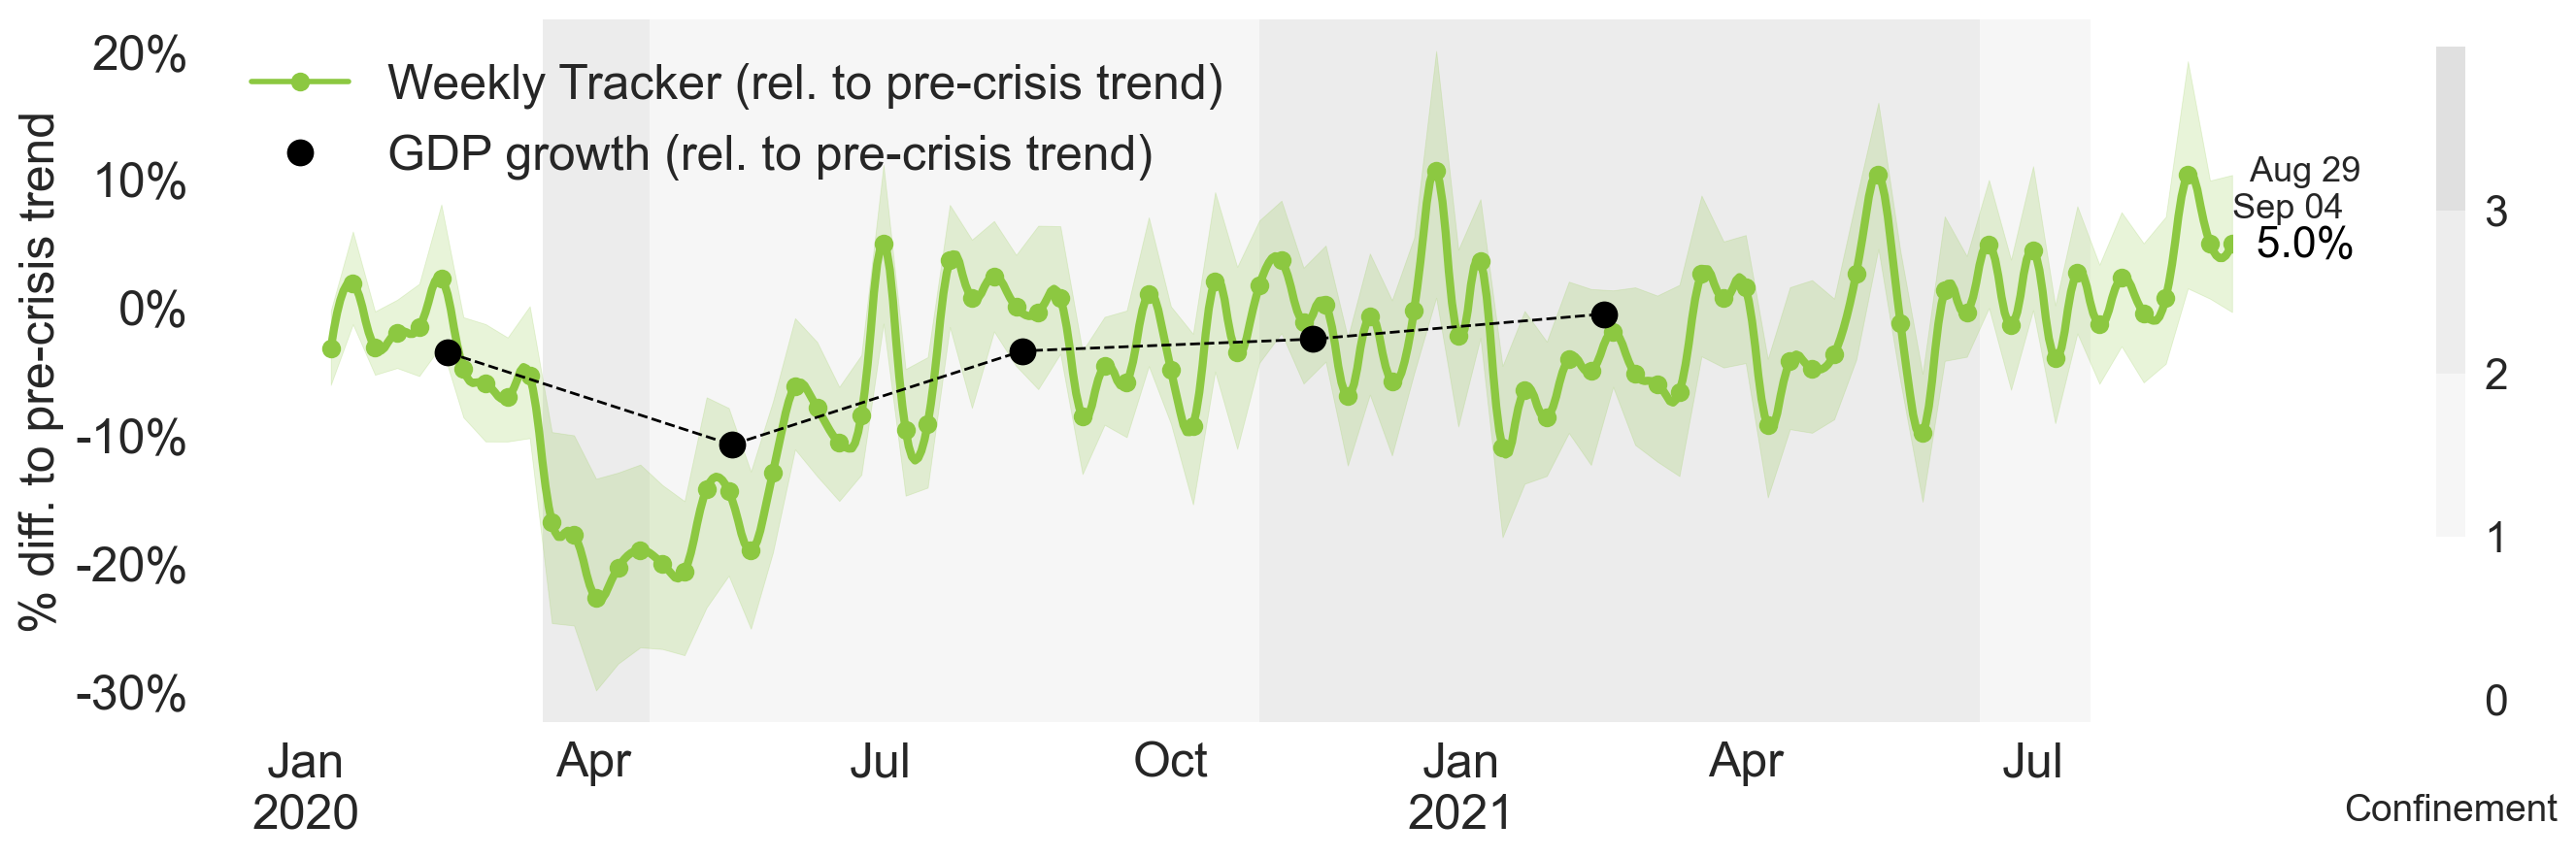 % diff. to pre-crisis trend
20%
10%
0%
-10%
-20%
-30%
Weekly Tracker (rel. to pre-crisis trend)
GDP growth (rel. to pre-crisis trend)
Aug 29
Sep 04
5.0%
3
2
1
0
Jan
2020
Apr
Jul
Oct
Jan
2021
Apr
Jul
Confinement